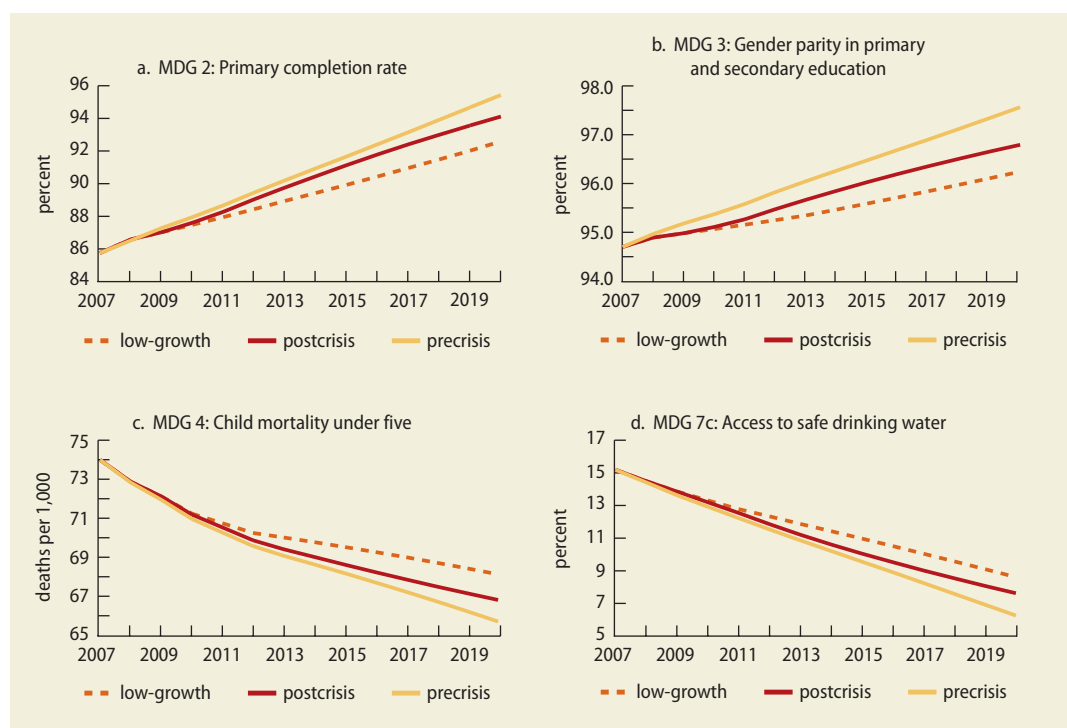 a. MDG 2: Primary completion rate
96
94
92
90
88
86
84
percent
2007 2009 2011 2013 2015 2017 2019
low-growth postcrisis precrisis
b. MDG 3: Gender parity in primary
and secondary education
98.0
97.0
96.0
95.0
94.0
percent
2007 2009 2011 2013 2015 2017 2019
low-growth postcrisis precrisis
c. MDG 4: Child mortality under five
75
73
71
69
67
65
deaths per 1,000
2007 2009 2011 2013 2015 2017 2019
low-growth postcrisis precrisis
d. MDG 7c: Access to safe drinking water
17
15
13
11
9
7
5
percent
2007 2009 2011 2013 2015 2017 2019
low-growth postcrisis precrisis